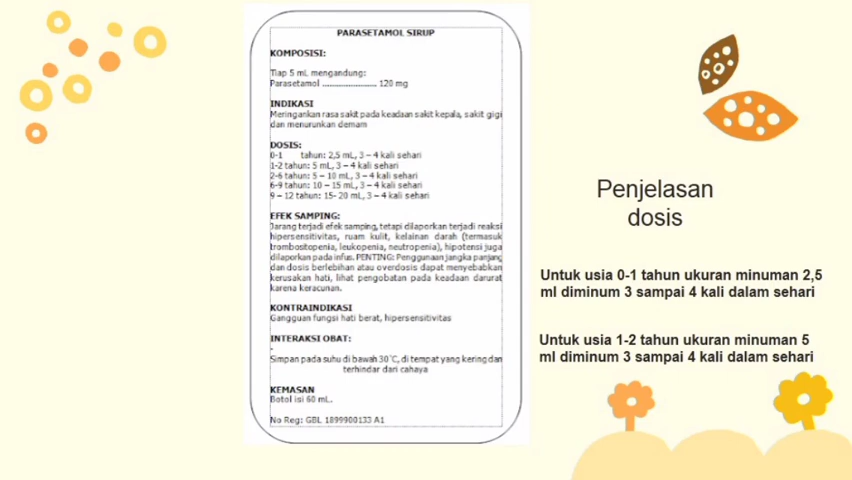 PARASETAMOL SIRUP
KOMPOSISI:
Tiap 5 mL mengandung:
Parasetamol ........................... 120 mg
INDIKASI
Meringankan rasa sakit pada keadaan sakit kepala, sakit gigi
dan menurunkan demam
DOSIS:
0-1 tahun: 2,5 mL, 3 – 4 kali sehari
1-2 tahun: 5 mL, 3 – 4 kali sehari
2-6 tahun: 5 – 10 mL, 3 – 4 kali sehari
6-9 tahun: 10 – 15 mL, 3 – 4 kali sehari
9 – 12 tahun: 15- 20 mL, 3 – 4 kali sehari
EFEK SAMPING:
Jarang terjadi efek samping, tetapi dilaporkan terjadi reaksi
hipersensitivitas, ruam kulit, kelainan darah (termasuk
trombositopenia, leukopenia, neutropenia), hipotensi juga
dilaporkan pada infus. PENTING: Penggunaan jangka panjang
dan dosis berlebihan atau overdosis dapat menyebabkan
kerusakan hati, lihat pengobatan pada keadaan darurat
karena keracunan.
KONTRAINDIKASI
Gangguan fungsi hati berat, hipersensitivitas
INTERAKSI OBAT:
-
Simpan pada suhu di bawah 30°C, di tempat yang kering dan
terhindar dari cahaya
KEMASAN
Botol isi 60 mL.
No Reg: GBL 1899900133 A1
Penjelasan
dosis
Untuk usia 0-1 tahun ukuran minuman 2,5
ml diminum 3 sampai 4 kali dalam sehari
Untuk usia 1-2 tahun ukuran minuman 5
ml diminum 3 sampai 4 kali dalam sehari